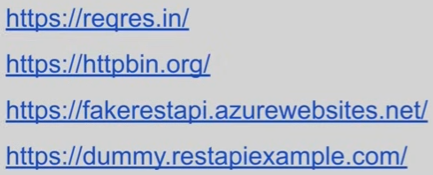 https://reqres.in/
https://httpbin.org/
https://fakerestapi.azurewebsites.net/
https://dummy.restapiexample.com/